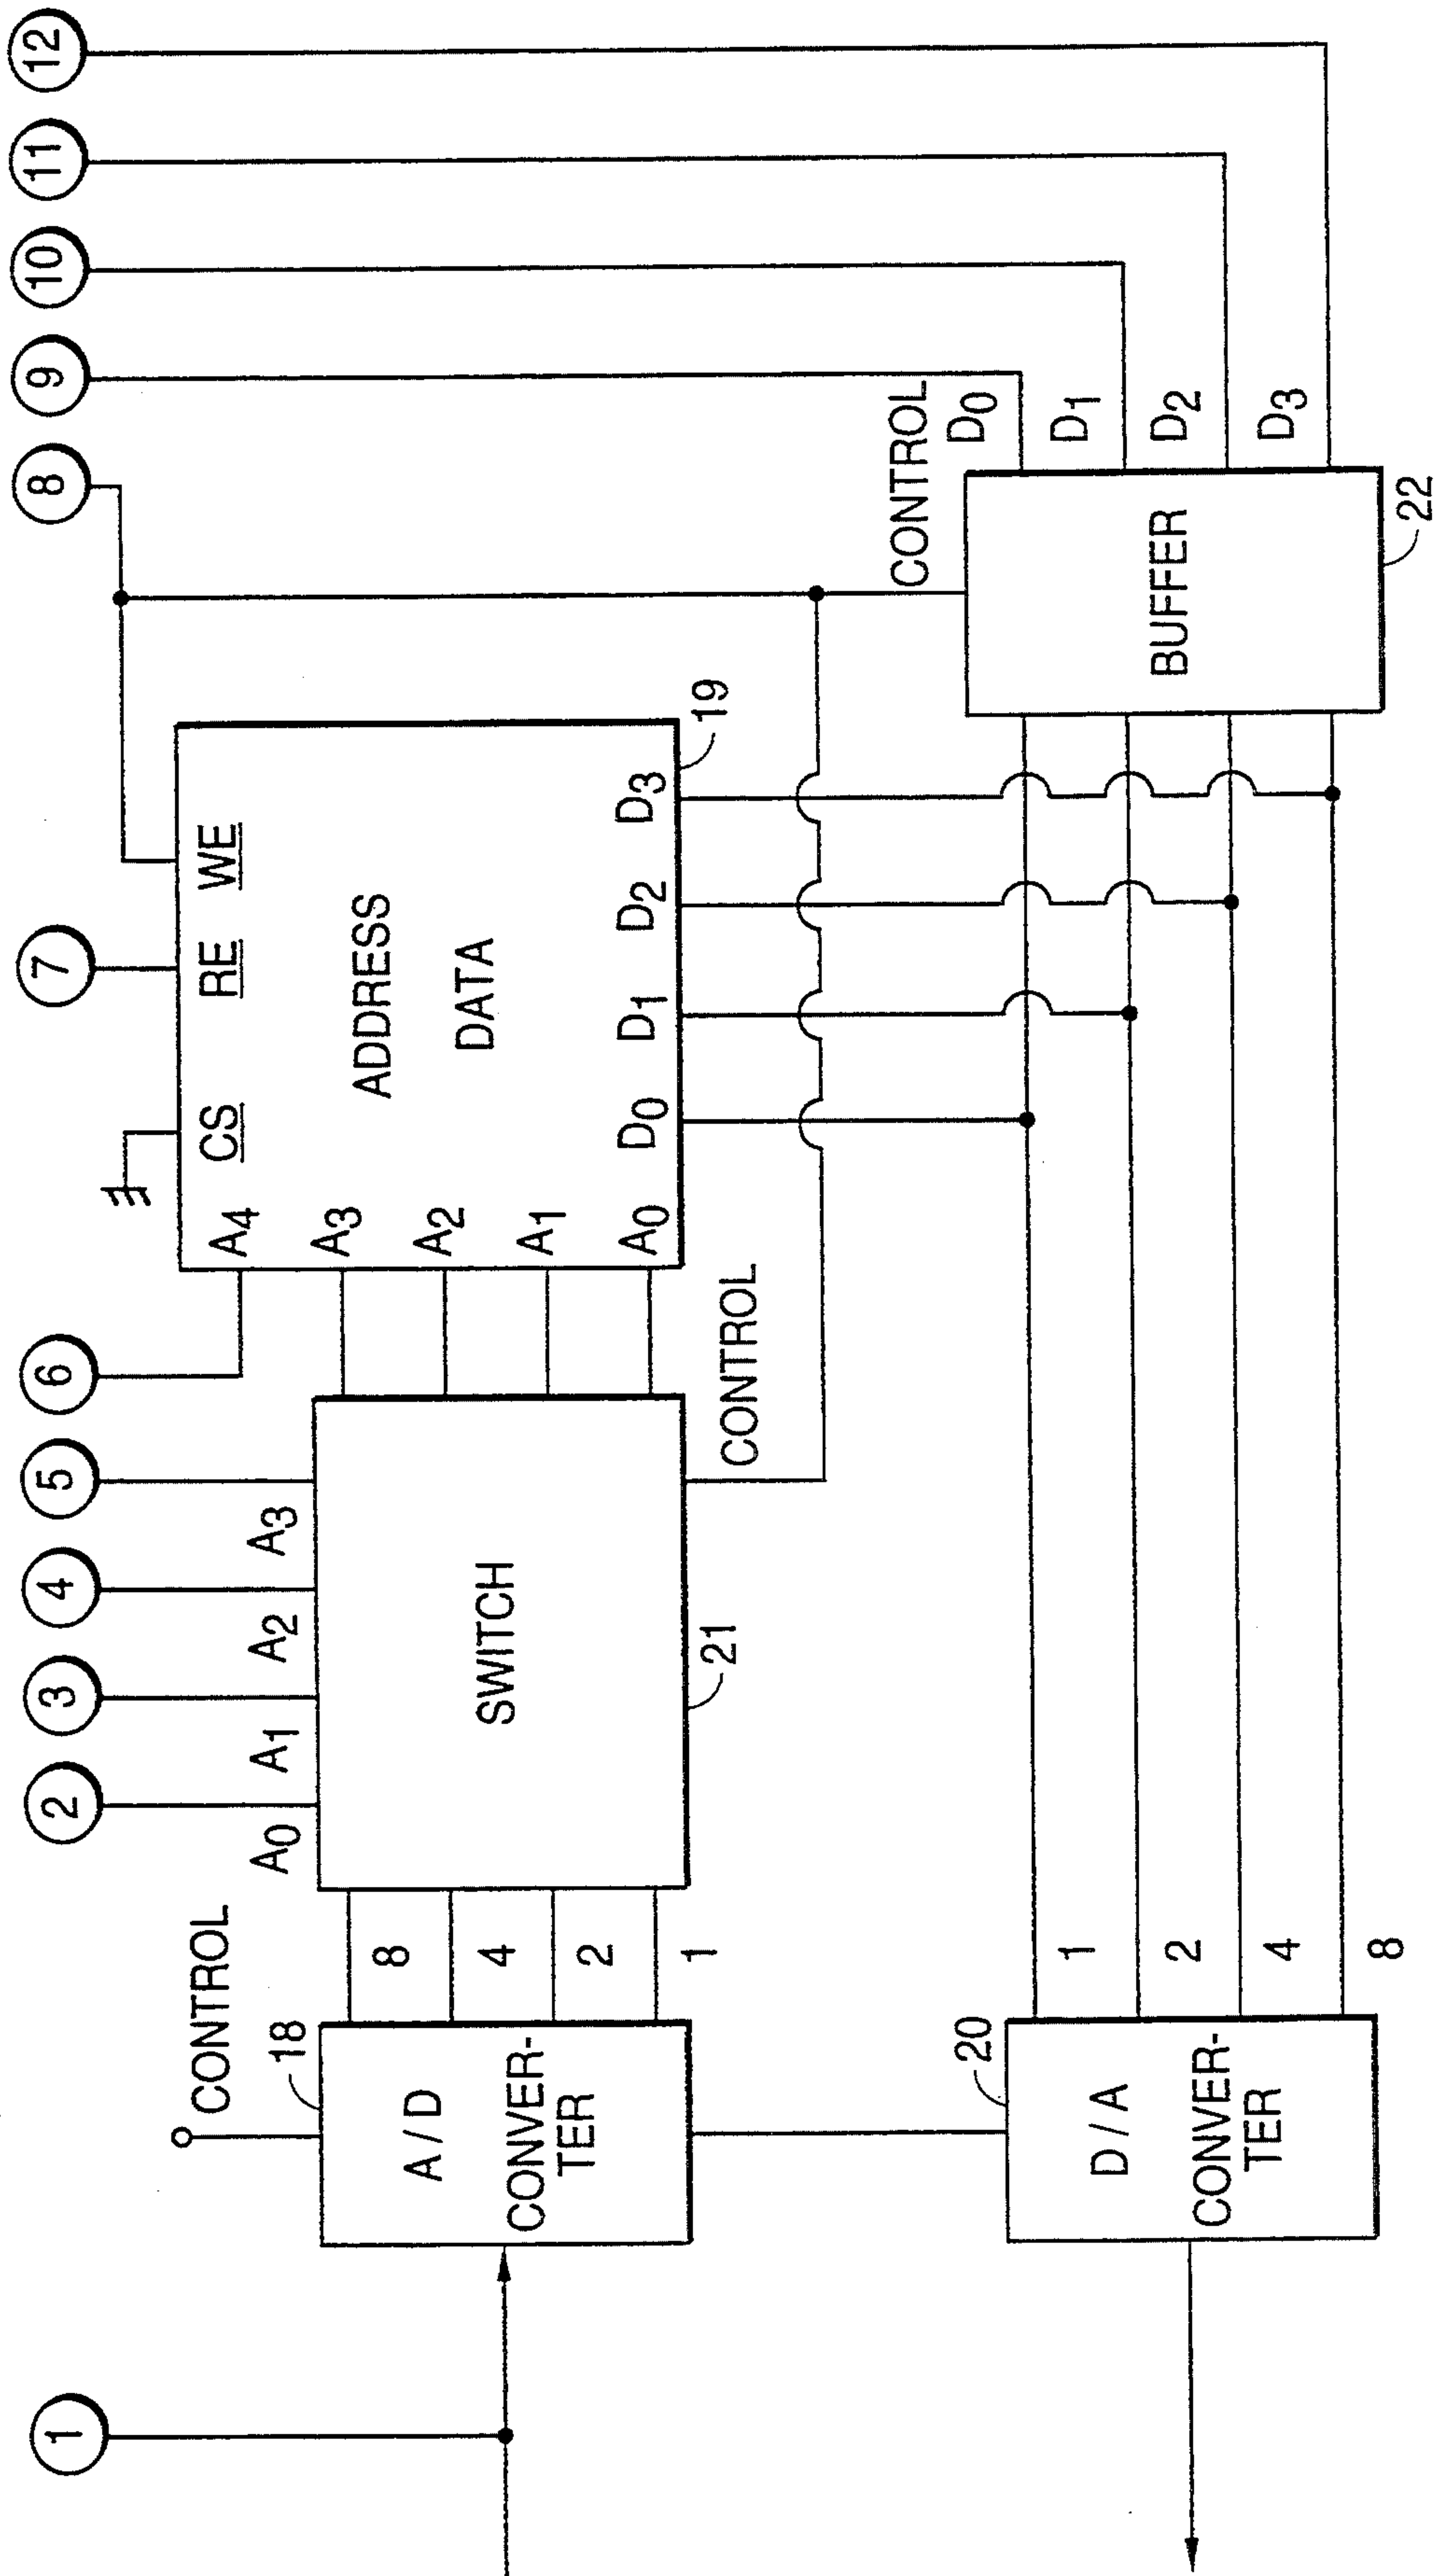 1
2
3
4
5
6
7
8
9
10
11
12
CONTROL
18
A / D
CONVER-
TER
8
4
2
1
A0
A1
A2
A3
SWITCH
21
CONTROL
A4
A3
A2
A1
A0
CS
RE
WE
ADDRESS
DATA
D0
D1
D2
D3
19
CONTROL
D0
D1
D2
D3
BUFFER
22
20
D / A
CONVER-
TER
1
2
4
8